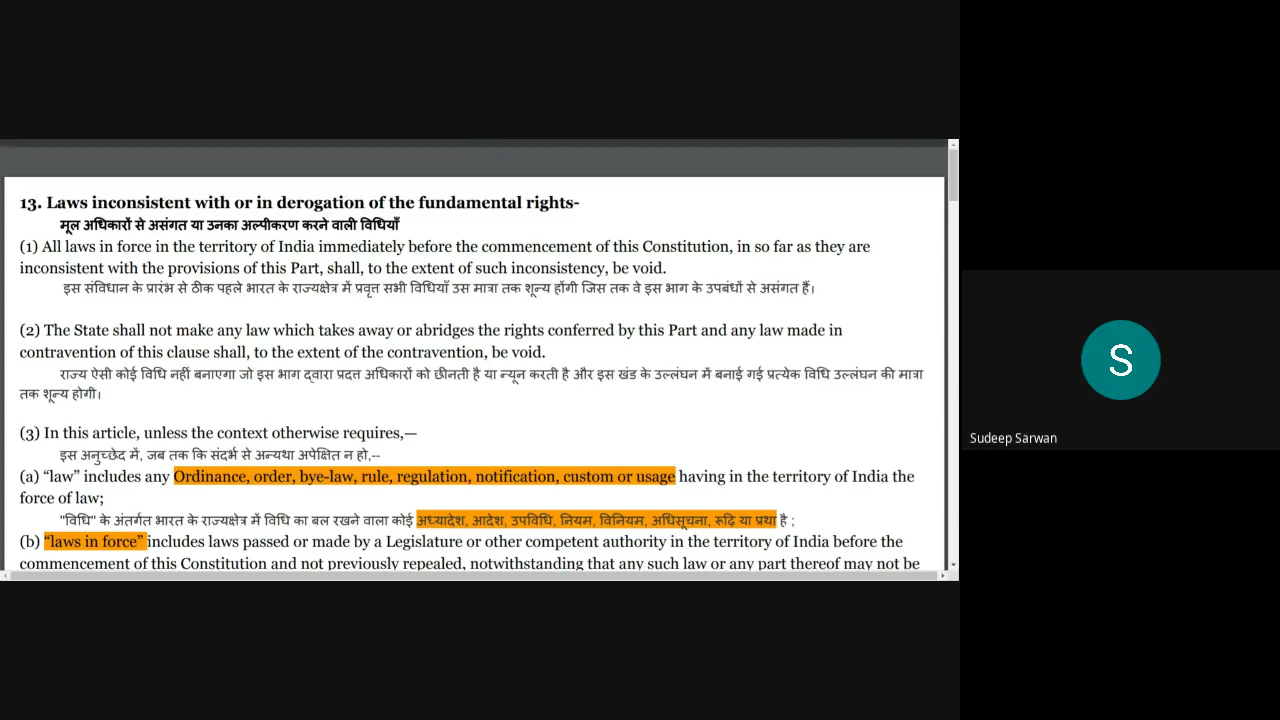 13. Laws inconsistent with or in derogation of the fundamental rights-
मूल अधिकारों से असंगत या उनका अल्पीकरण करने वाली विधियाँ
(1) All laws in force in the territory of India immediately before the commencement of this Constitution, in so far as they are
inconsistent with the provisions of this Part, shall, to the extent of such inconsistency, be void.
इस संविधान के प्रारंभ से ठीक पहले भारत के राज्यक्षेत्र में प्रवृत्त सभी विधियाँ उस मात्रा तक शून्य होंगी जिस तक वे इस भाग के उपबंधों से असंगत हैं।
(2) The State shall not make any law which takes away or abridges the rights conferred by this Part and any law made in
contravention of this clause shall, to the extent of the contravention, be void.
राज्य ऐसी कोई विधि नहीं बनाएगा जो इस भाग द्वारा प्रदत्त अधिकारों को छीनती है या न्यून करती है और इस खंड के उल्लंघन में बनाई गई प्रत्येक विधि उल्लंघन की मात्रा
तक शून्य होगी।
(3) In this article, unless the context otherwise requires,—
इस अनुच्छेद में, जब तक कि संदर्भ से अन्यथा अपेक्षित न हो,--
(a) “law” includes any Ordinance, order, bye-law, rule, regulation, notification, custom or usage having in the territory of India the
force of law;
"विधि" के अंतर्गत भारत के राज्यक्षेत्र में विधि का बल रखने वाला कोई अध्यादेश, आदेश, उपविधि, नियम, विनियम, अधिसूचना, रूढ़ि या प्रथा है ;
(b) “laws in force” includes laws passed or made by a Legislature or other competent authority in the territory of India before the
commencement of this Constitution and not previously repealed, notwithstanding that any such law or any part thereof may not be
S
Sudeep Sarwan